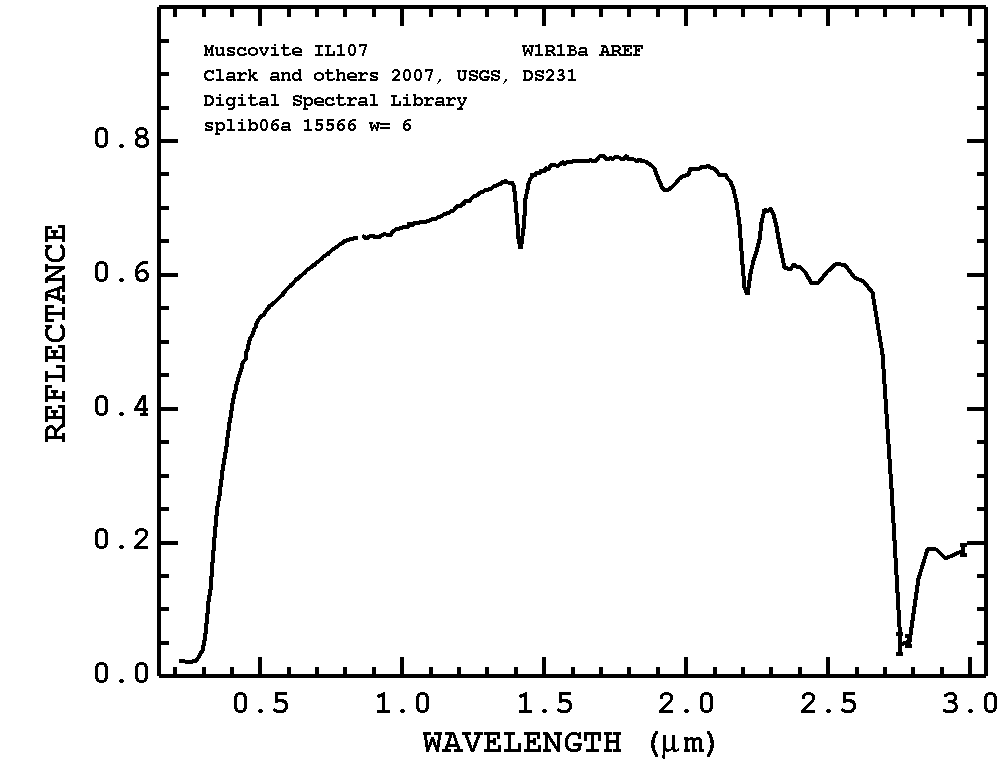 Muscovite IL107 W1R1Ba AREF
Clark and others 2007, USGS, DS231
Digital Spectral Library
splib06a 15566 w= 6
0.8
0.6
0.4
0.2
0.0
REFLECTANCE
0.5 1.0 1.5 2.0 2.5 3.0
WAVELENGTH (μm)